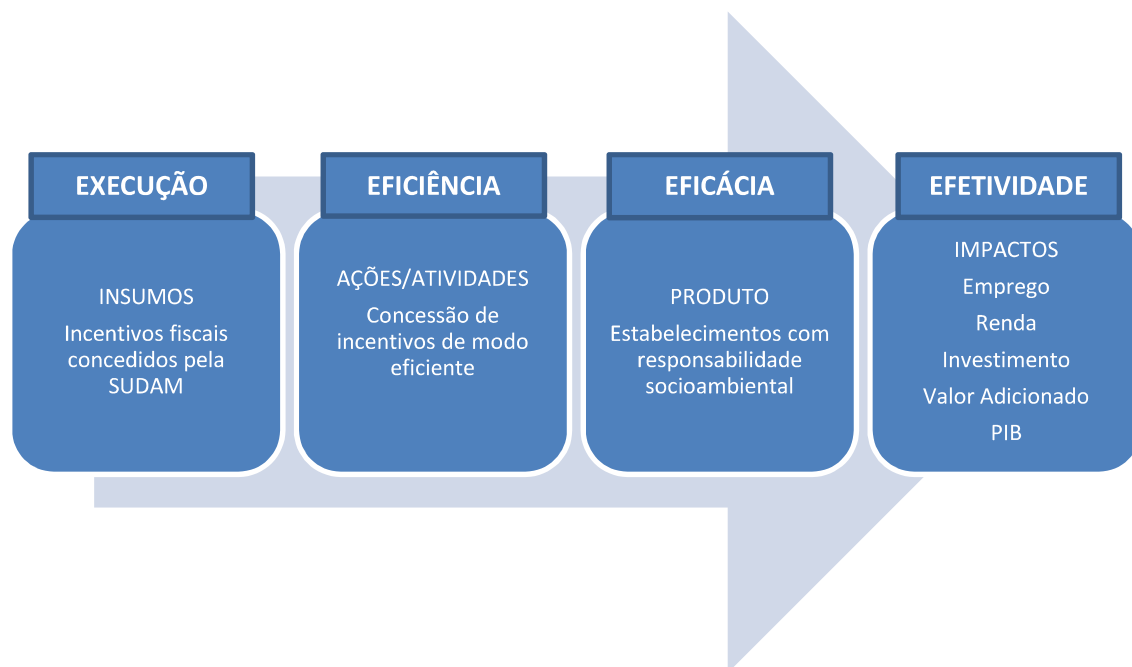 EXECUÇÃO
INSUMOS
Incentivos fiscais
concedidos pela
SUDAM
EFICIÊNCIA
AÇÕES/ATIVIDADES
Concessão de
incentivos de modo
eficiente
EFICÁCIA
PRODUTO
Estabelecimentos com
responsabilidade
socioambiental
EFETIVIDADE
IMPACTOS
Emprego
Renda
Investimento
Valor Adicionado
PIB